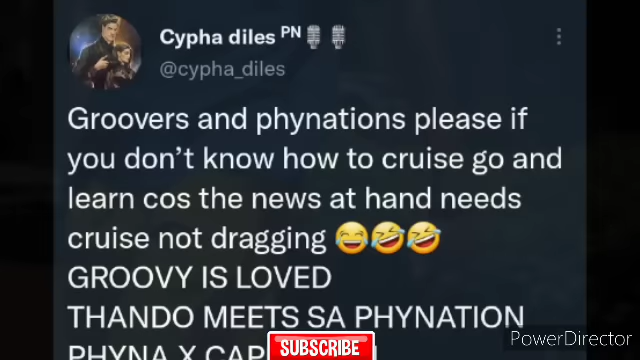 Cypha diles ᴾᴺ🎙️🎙️
@cypha_diles
Groovers and phynations please if
you don’t know how to cruise go and
learn cos the news at hand needs
cruise not dragging 😂🤣🤣
GROOVY IS LOVED
THANDO MEETS SA PHYNATION
PHYNA X
SUBSCRIBE
PowerDirector